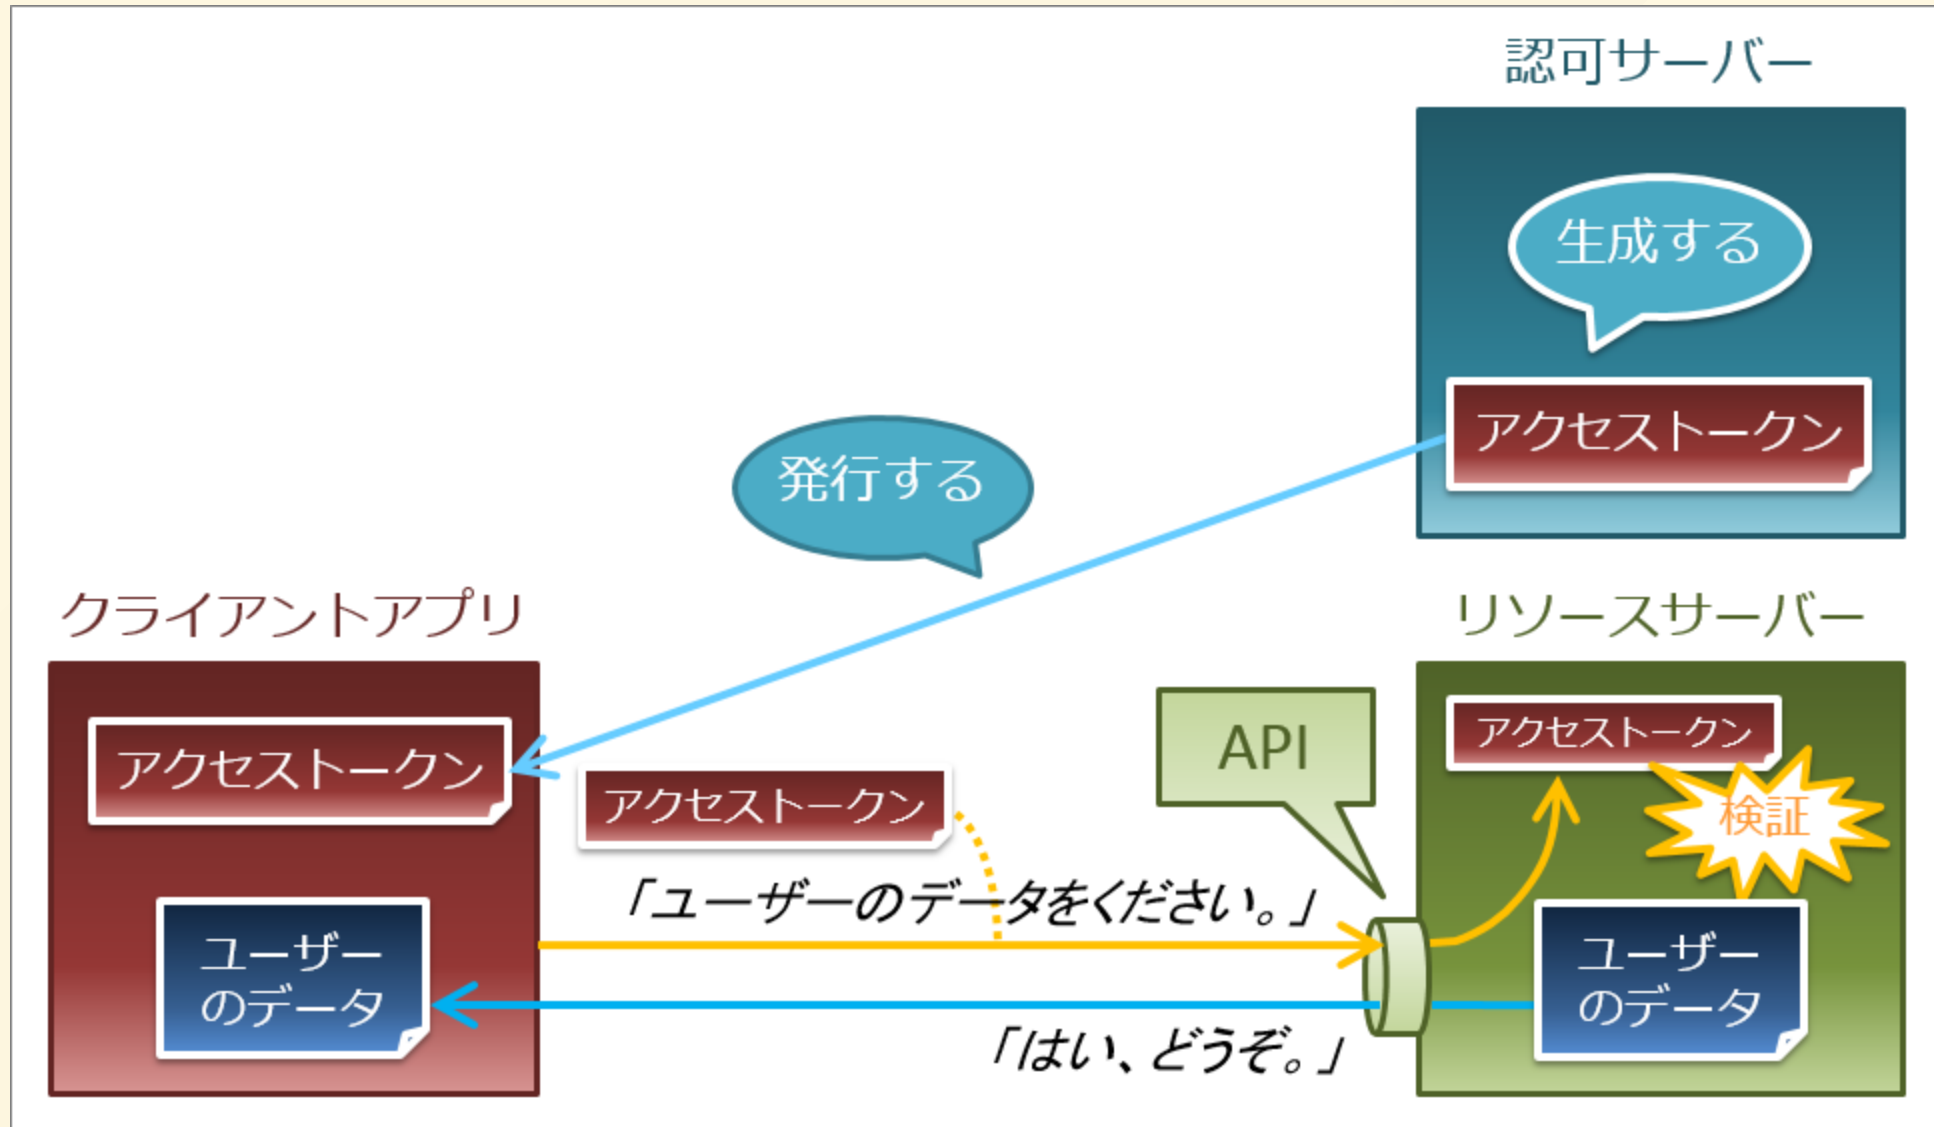 認可サーバー
生成する
アクセストークン
発行する
クライアントアプリ
リソースサーバー
アクセストークン
アクセストークン
API
アクセストークン
検証
「ユーザーのデータをください。」
ユーザー
のデータ
ユーザー
のデータ
「はい、どうぞ。」